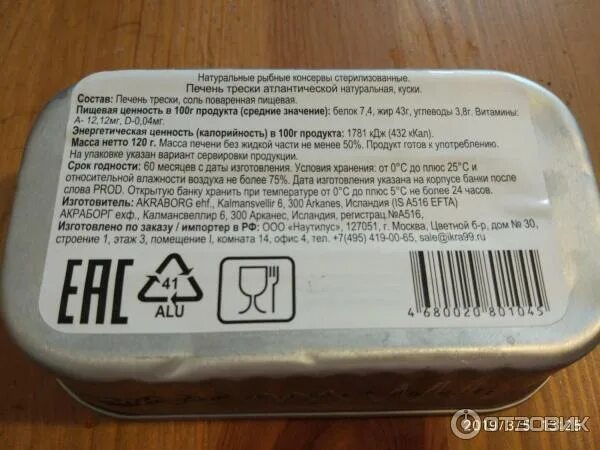 Натуральные рыбные консервы стерилизованные.
Печень трески атлантической натуральная, куски.
Состав: Печень трески, соль поваренная пищевая.
Пищевая ценность в 100г продукта (средние значение): белок 7,4, жир 43г, углеводы 3,8г. Витамины:
А- 12,12мг, D-0,04мг.
Энергетическая ценность (калорийность) в 100г продукта: 1781 кДж (432 кКал).
Масса нетто 120 г. Масса печени без жидкой части не менее 50%. Продукт готов к употреблению.
На упаковке указан вариант сервировки продукции.
Срок годности: 60 месяцев с даты изготовления. Условия хранения: от 0°С до плюс 25°С и
относительной влажности воздуха не более 75%. Дата изготовления указана на корпусе банки после
слова PROD. Открытую банку хранить при температуре от 0°С до плюс 5°С не более 24 часов.
Изготовитель: AKRABORG ehf., Kalmansvellir 6, 300 Arkanes, Исландия (IS A516 EFTA)
АКРАБОРГ ехф., Калмансвеллир 6, 300 Арканес, Исландия, регистрац.№А516,
Изготовлено по заказу / импортер в РФ: ООО «Наутилус», 127051, г. Москва, Цветной б-р, дом № 30,
строение 1, этаж 3, помещение I, комната 14, офис 4, тел. +7(495) 419-00-65, sale@ikra99.ru
EAC
41
ALU
4 680020 801045
ОТЗОВИК
2019/3/5 13:25